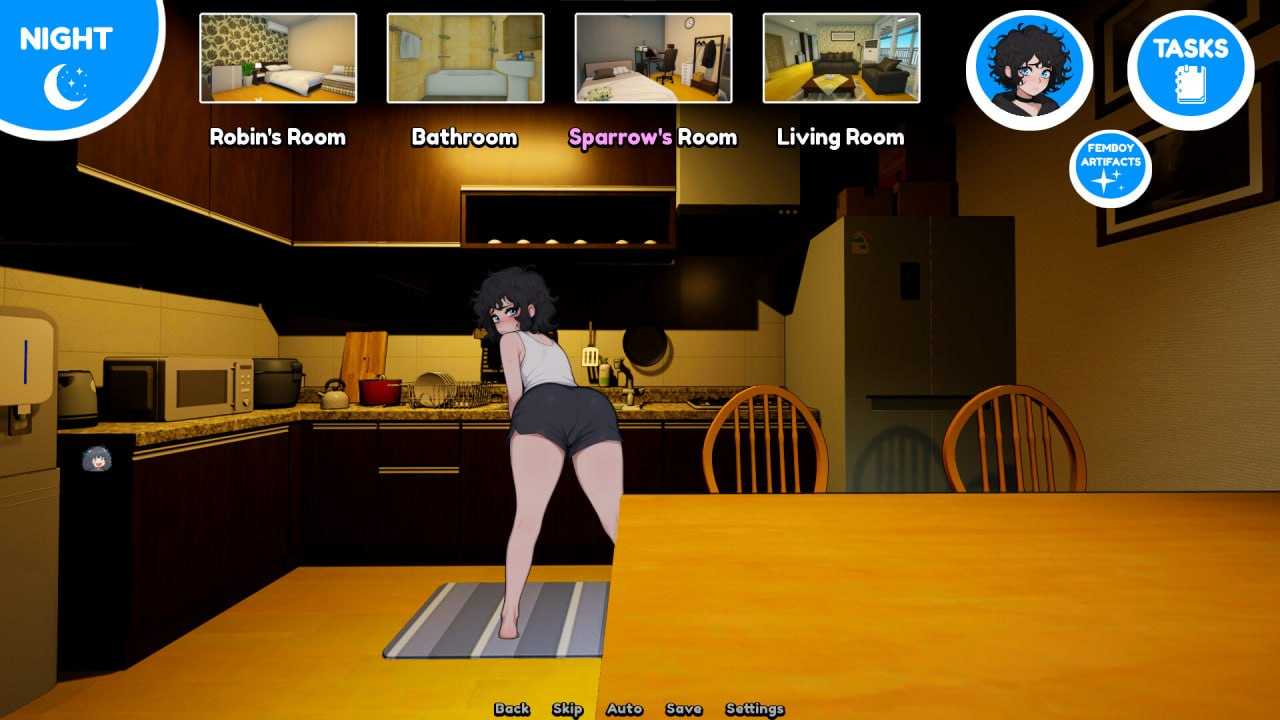 NIGHT
TASKS
FEMBOY
ARTIFACTS
Robin's Room
Bathroom
Sparrow's Room
Living Room
Back
Skip
Auto
Save
Settings